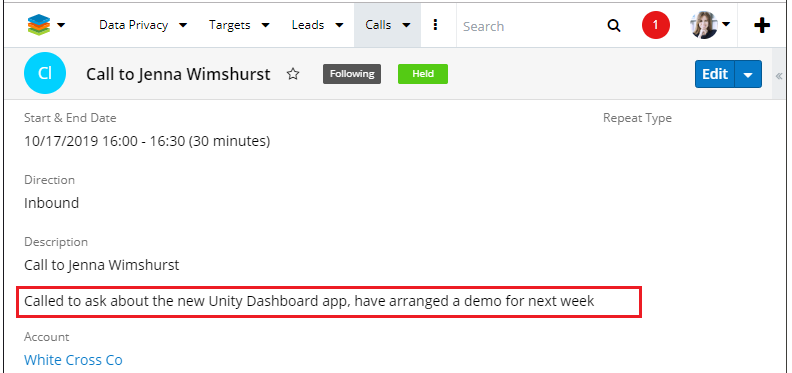 Data Privacy Targets Leads Calls Search 1
Cl Call to Jenna Wimshurst Following Held Edit
Start & End Date Repeat Type
10/17/2019 16:00 - 16:30 (30 minutes)
Direction
Inbound
Description
Call to Jenna Wimshurst
Called to ask about the new Unity Dashboard app, have arranged a demo for next week
Account
White Cross Co